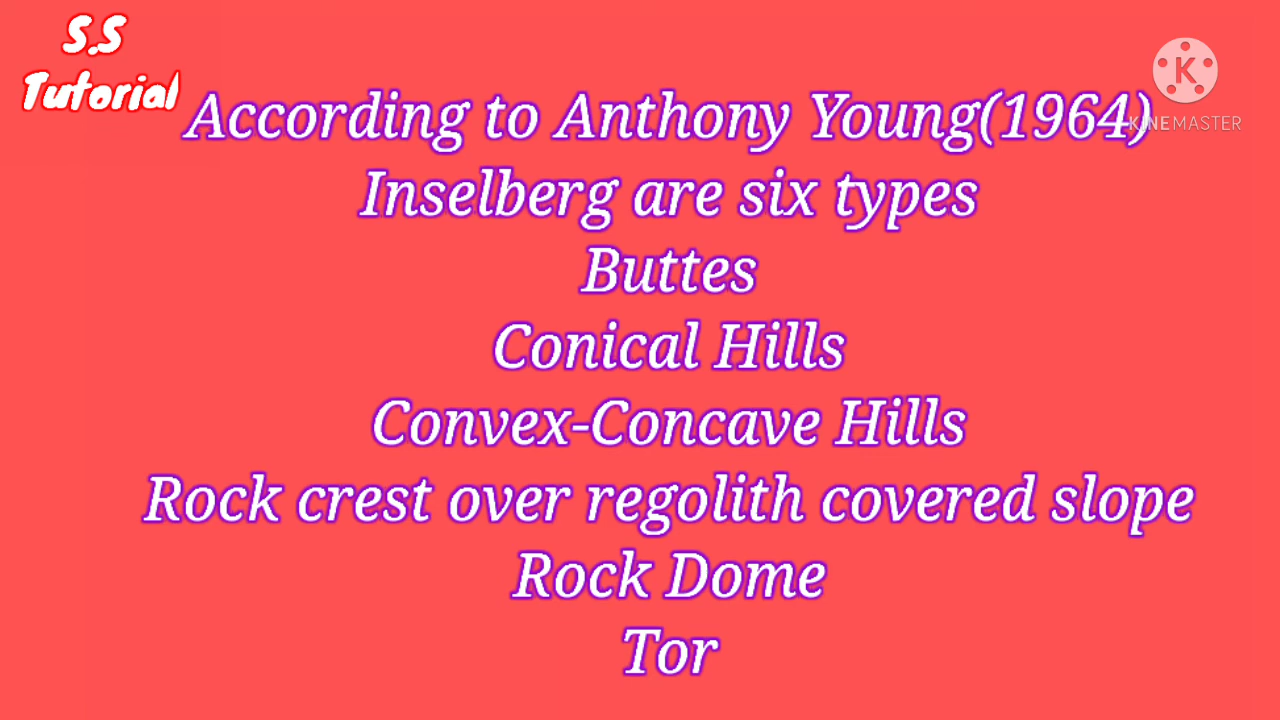 S.S
Tutorial
According to Anthony Young(1964)
KINEMASTER
Inselberg are six types
Buttes
Conical Hills
Convex-Concave Hills
Rock crest over regolith covered slope
Rock Dome
Tor